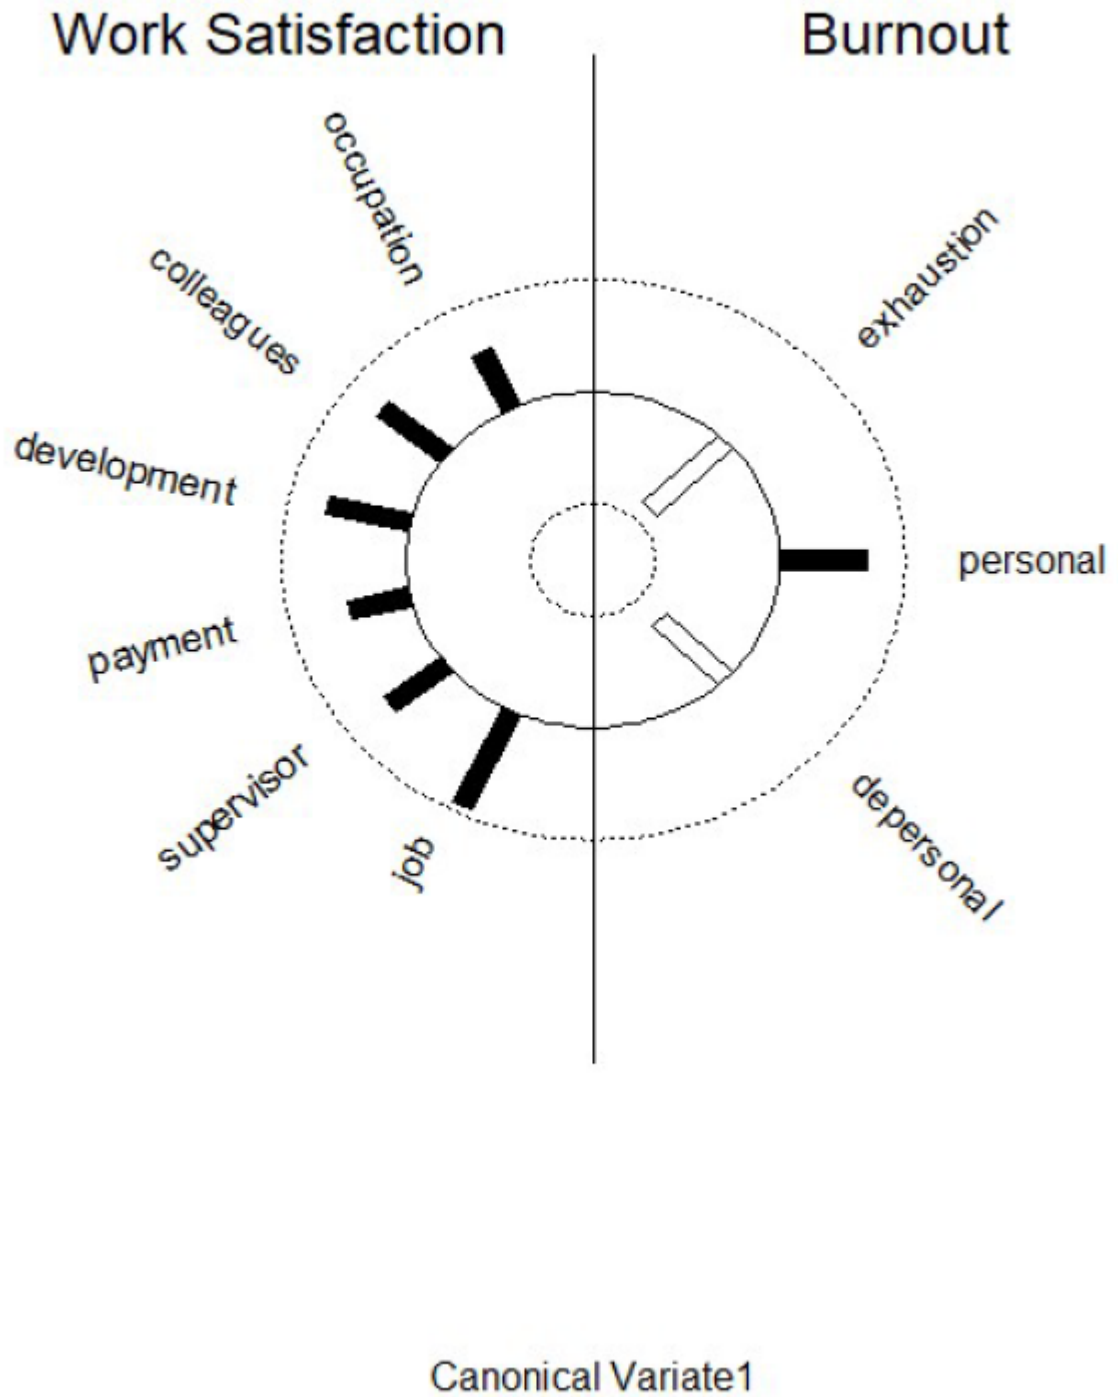 Work Satisfaction
Burnout
occupation
colleagues
development
payment
supervisor
job
exhaustion
personal
depersonal
Canonical Variate1